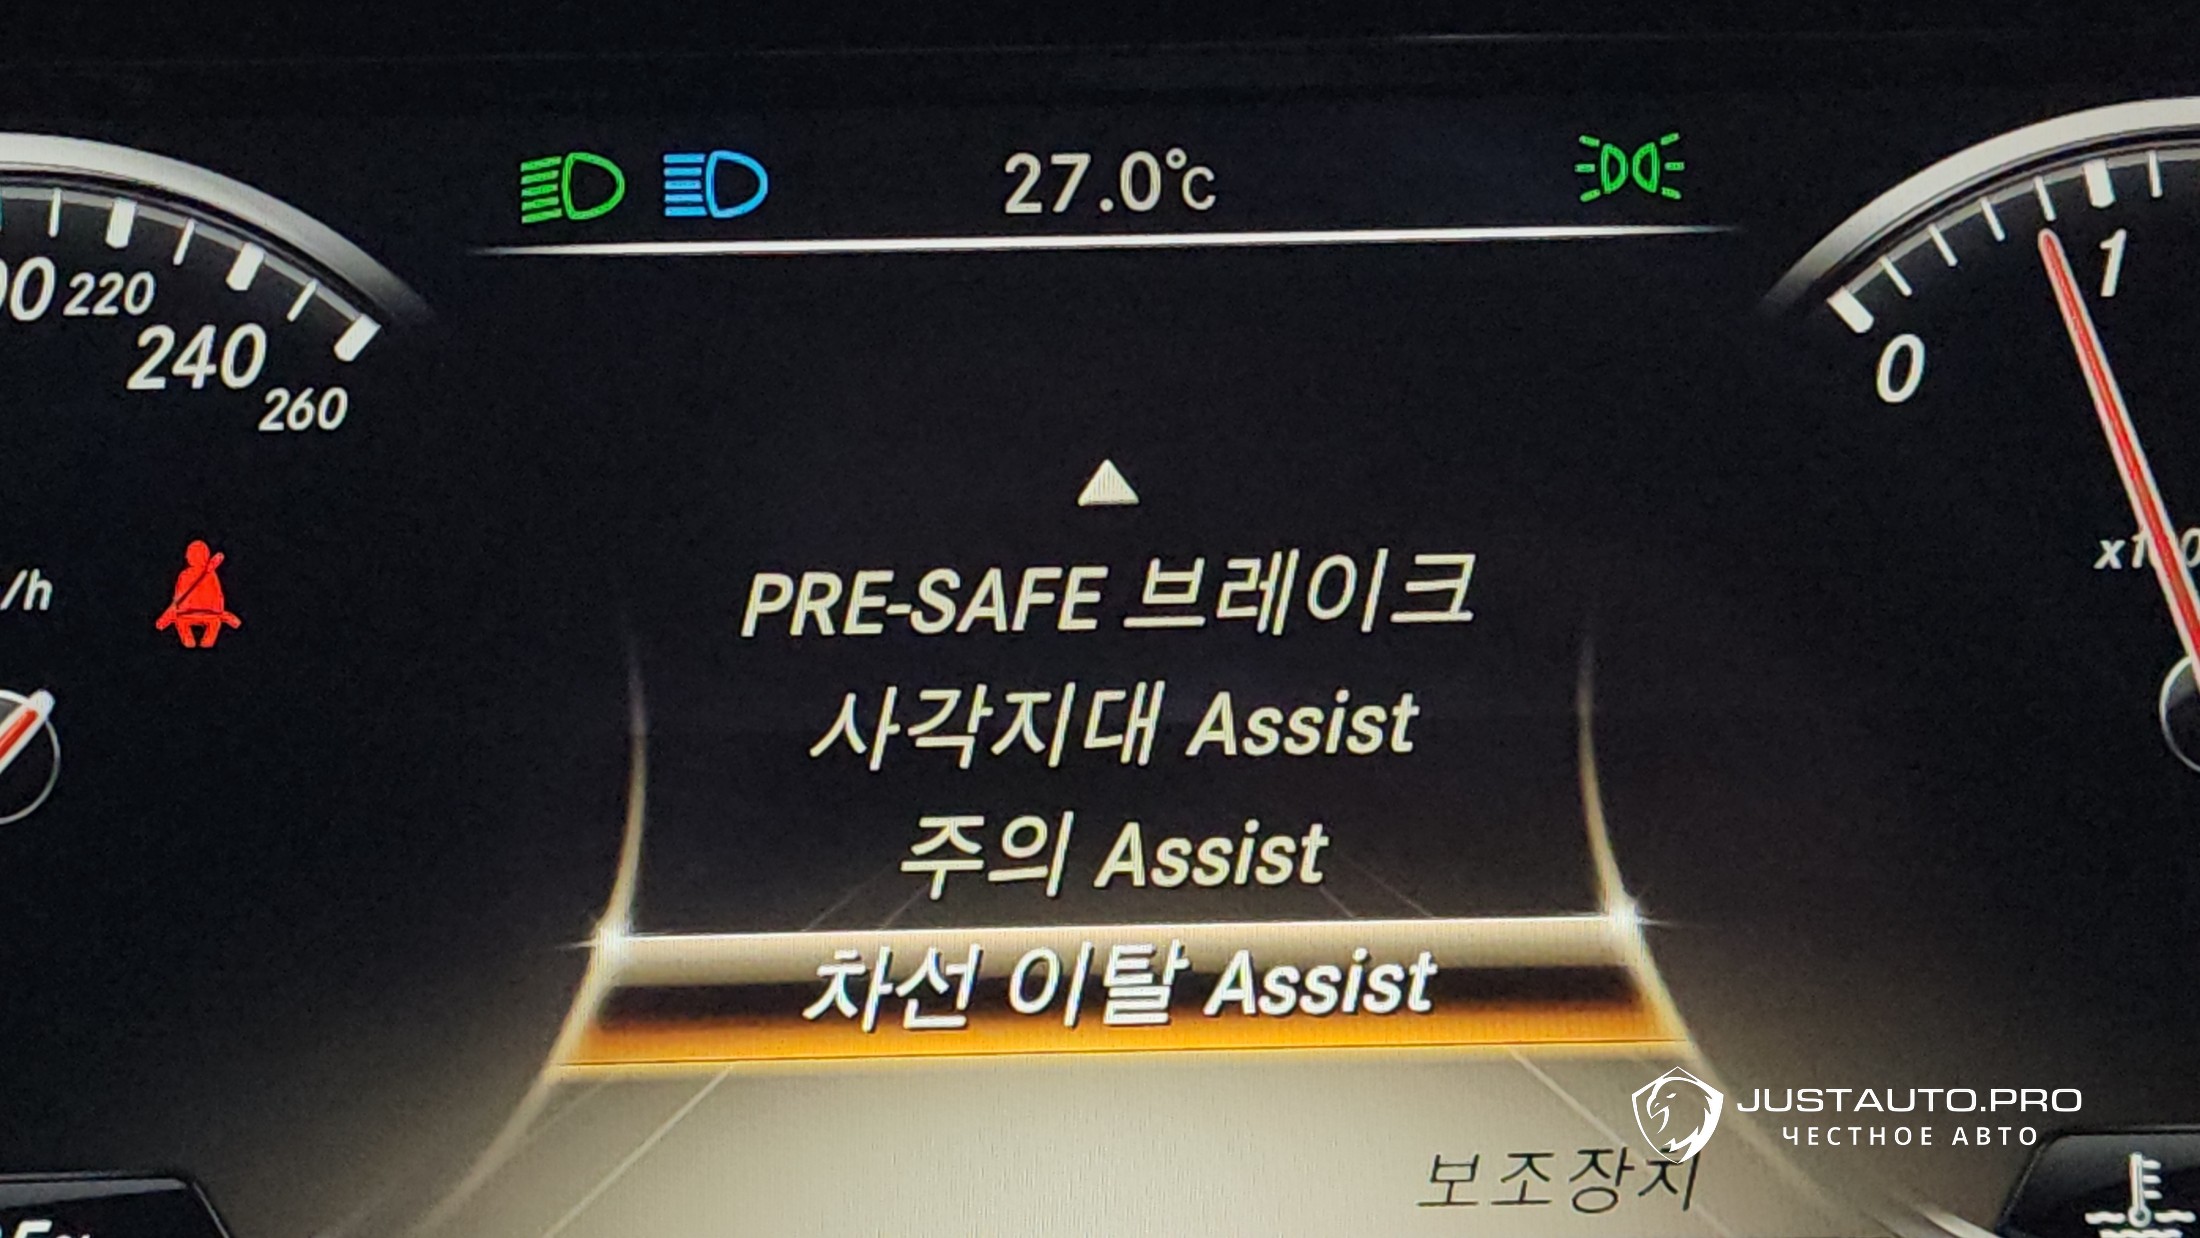 27.0°C
220
240
260
0
1
/h
PRE-SAFE 브레이크
사각지대 Assist
주의 Assist
차선 이탈 Assist
JUSTAUTO.PRO
ЧЕСТНОЕ АВТО
보조장치